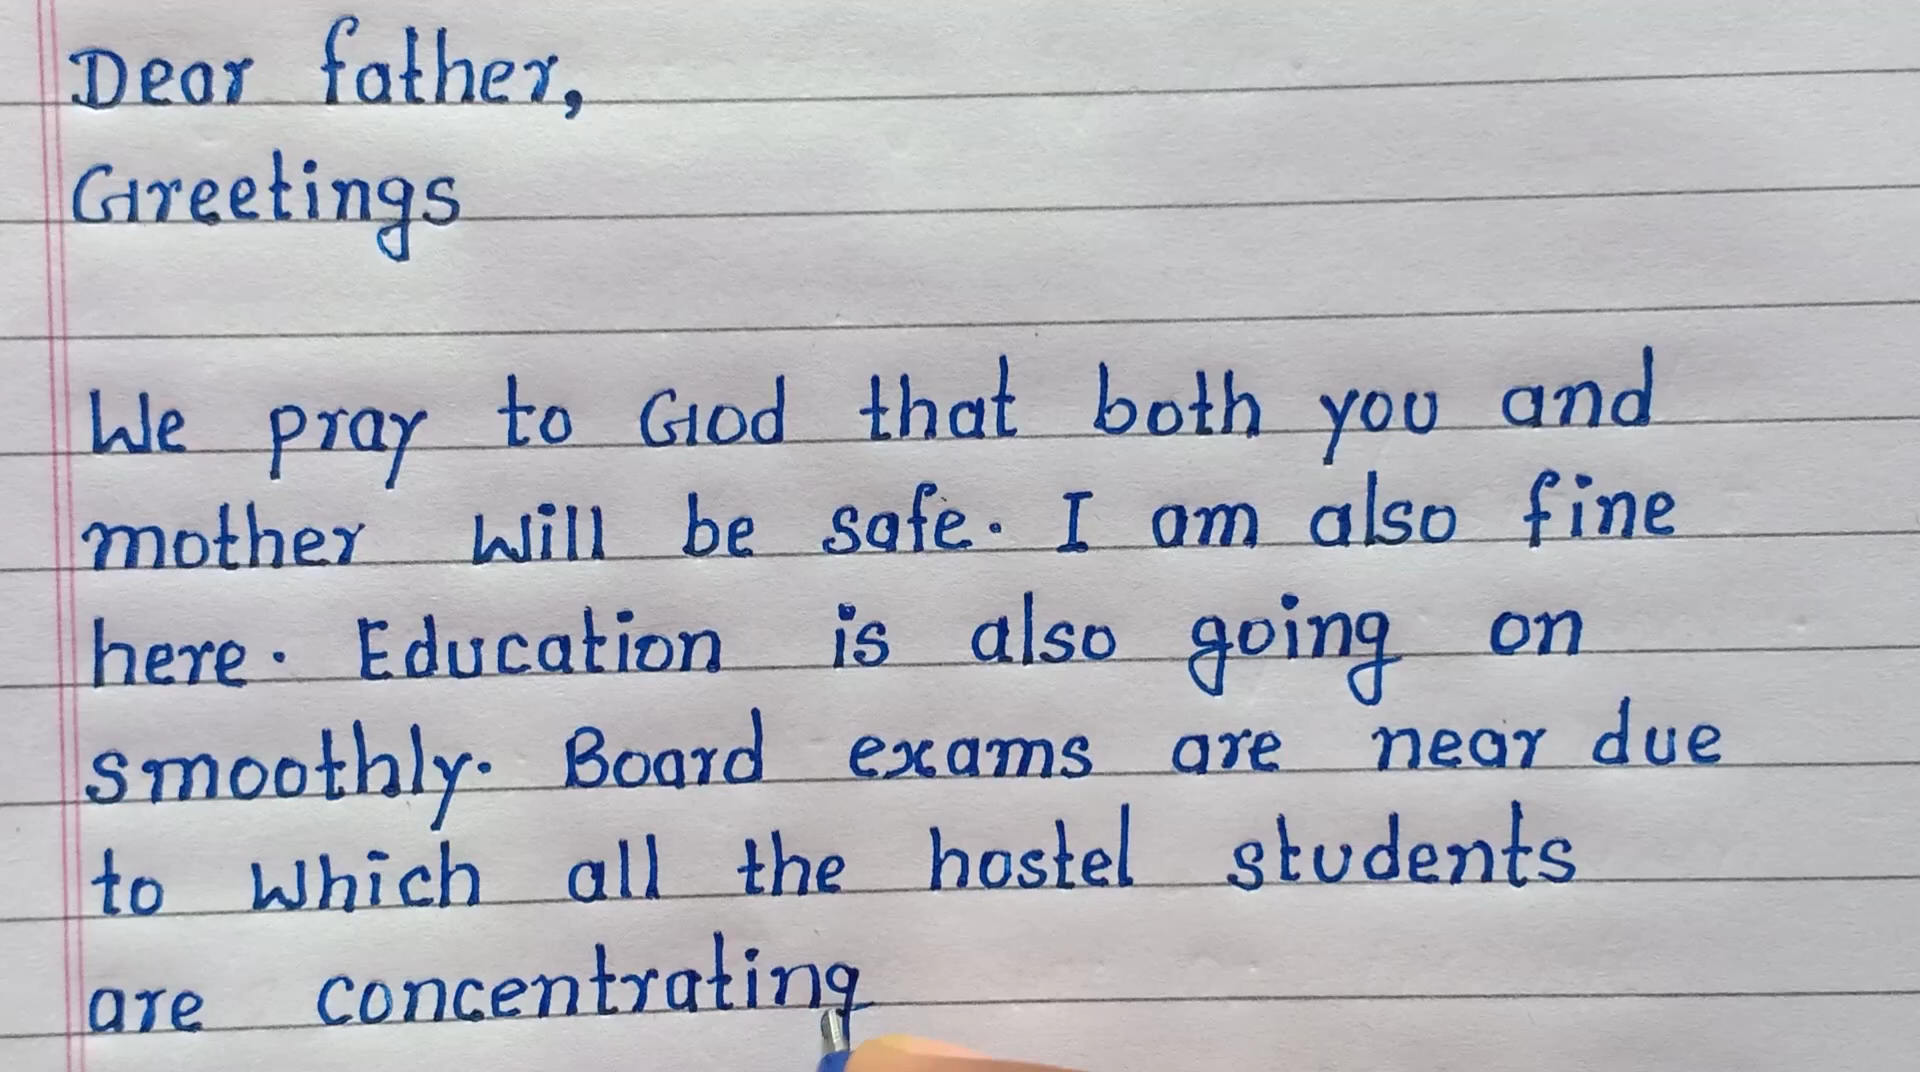 Dear father,
Greetings
We pray to God that both you and
mother will be safe. I am also fine
here. Education is also going on
smoothly. Board exams are near due
to which all the hostel students
are concentrating